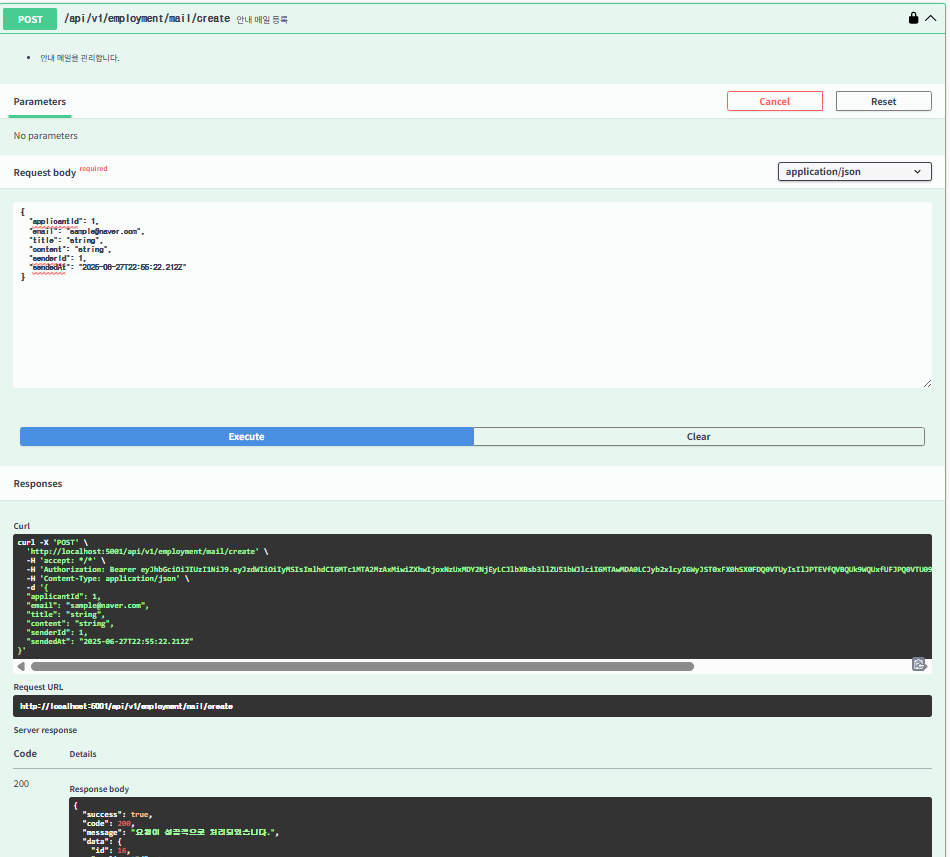 POST /api/v1/employment/mail/create 안내 메일 등록
• 안내 메일을 관리합니다.
Parameters
Cancel
Reset
No parameters
Request body required
application/json
{
"applicantId": 1,
"email": "sample@naver.com",
"title": "string",
"content": "string",
"senderId": 1,
"sendedAt": "2025-06-27T22:55:22.212Z"
}
Execute
Clear
Responses
Curl
curl -X 'POST' \
'http://localhost:5001/api/v1/employment/mail/create' \
-H 'accept: */*' \
-H 'Authorization: Bearer
-H 'Content-Type: application/json' \
-d '{
"applicantId": 1,
"email": "sample@naver.com",
"title": "string",
"content": "string",
"senderId": 1,
"sendedAt": "2025-06-27T22:55:22.212Z"
}'
Request URL
http://localhost:5001/api/v1/employment/mail/create
Server response
Code
Details
200
Response body
{
"success": true,
"code": 200,
"message": "요청이 성공적으로 처리되었습니다.",
"data": {
"id": 16,